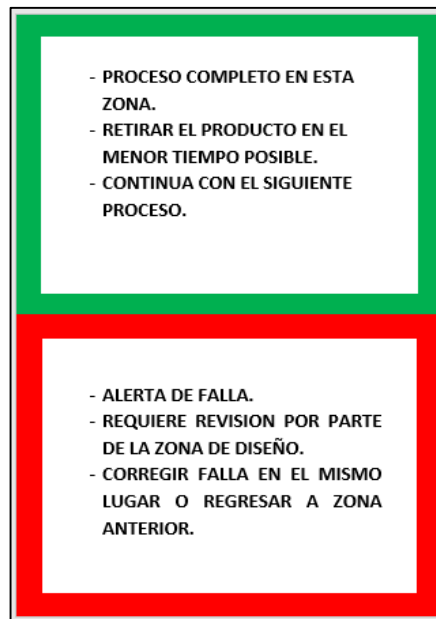 - PROCESO COMPLETO EN ESTA
ZONA.
- RETIRAR EL PRODUCTO EN EL
MENOR TIEMPO POSIBLE.
- CONTINUA CON EL SIGUIENTE
PROCESO.
- ALERTA DE FALLA.
- REQUIERE REVISION POR PARTE
DE LA ZONA DE DISEÑO.
- CORREGIR FALLA EN EL MISMO
LUGAR O REGRESAR A ZONA
ANTERIOR.